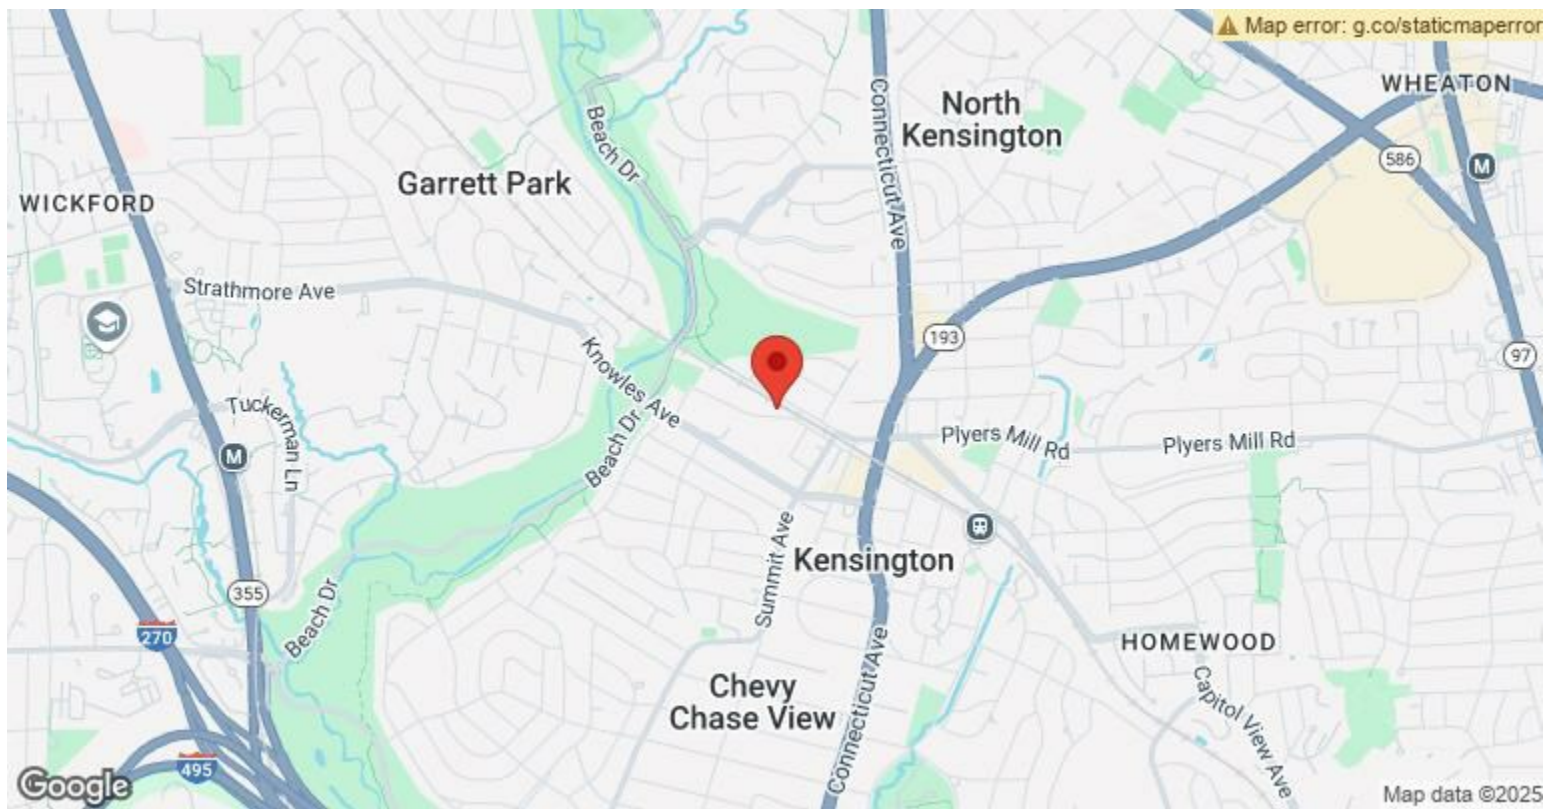 Map error: g.co/staticmaperror
WHEATON
North
Kensington
Connecticut Ave
Beach Dr
586
M
Garrett Park
WICKFORD
Strathmore Ave
193
97
Knowles Ave
Tuckerman Ln
Beach Dr
Plyers Mill Rd
Plyers Mill Rd
M
Summit Ave
Kensington
355
Beach Dr
270
HOMEWOOD
Chevy
Chase View
Connecticut Ave
Capitol View Ave
495
Google
Map data ©2025